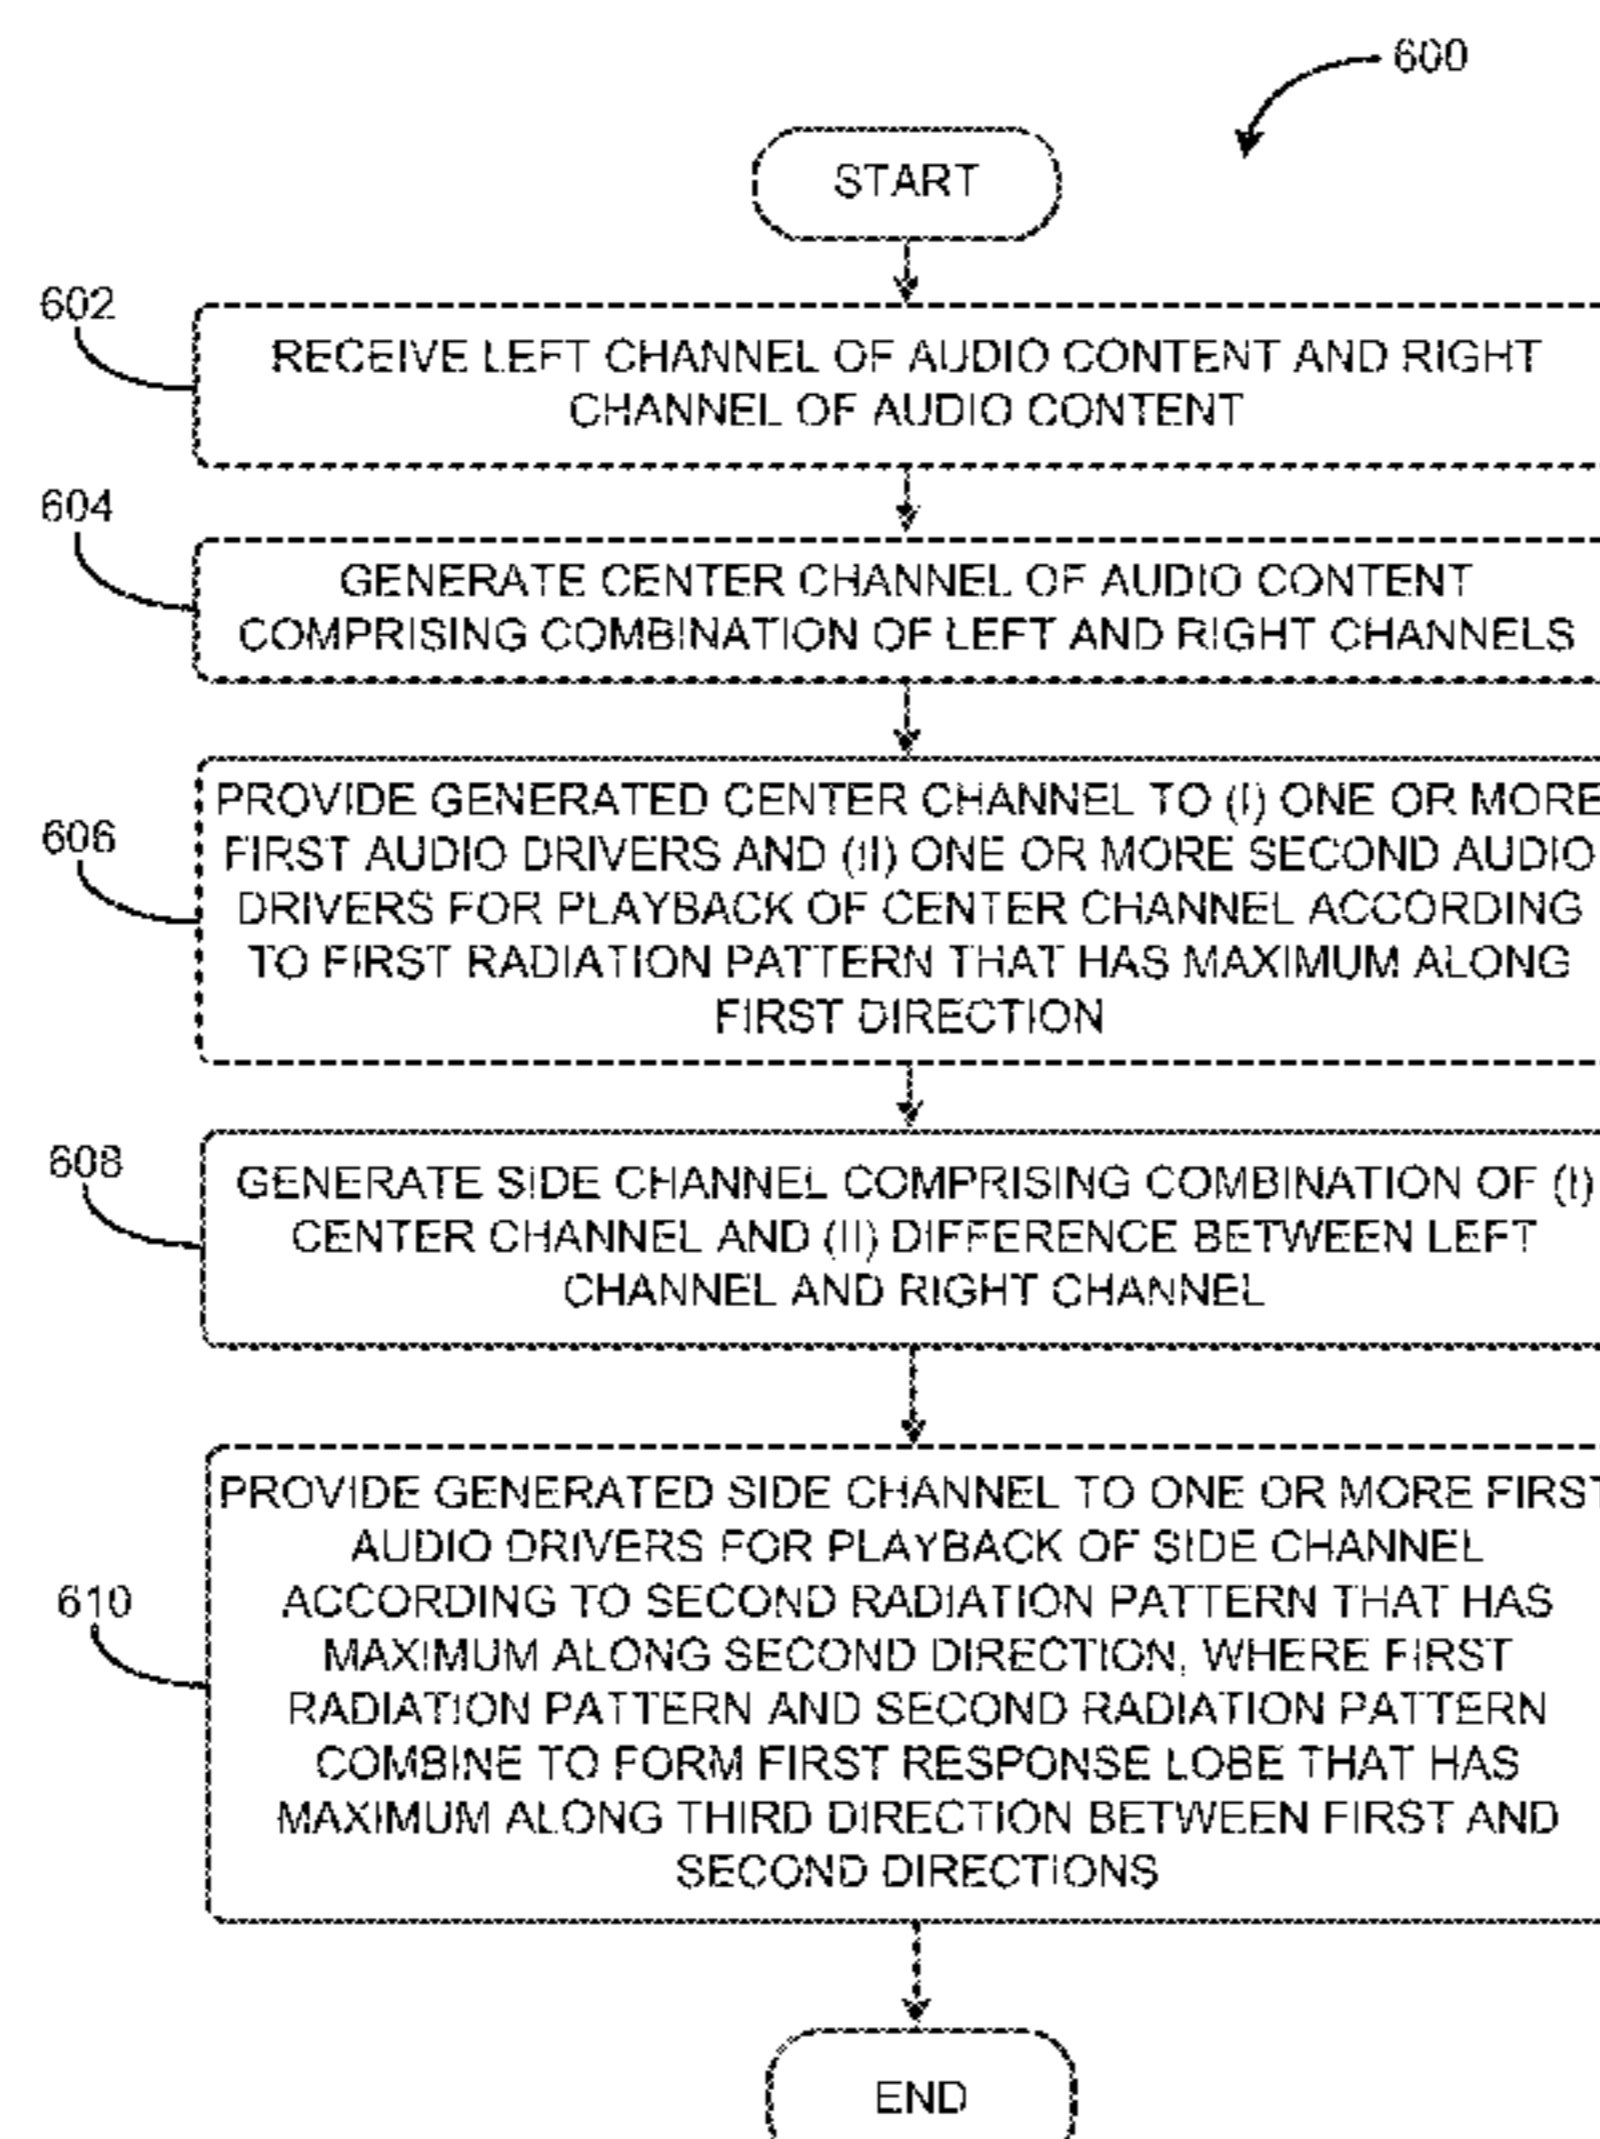 600
START
602
RECEIVE LEFT CHANNEL OF AUDIO CONTENT AND RIGHT
CHANNEL OF AUDIO CONTENT
604
GENERATE CENTER CHANNEL OF AUDIO CONTENT
COMPRISING COMBINATION OF LEFT AND RIGHT CHANNELS
606
PROVIDE GENERATED CENTER CHANNEL TO (I) ONE OR MORE
FIRST AUDIO DRIVERS AND (II) ONE OR MORE SECOND AUDIO
DRIVERS FOR PLAYBACK OF CENTER CHANNEL ACCORDING
TO FIRST RADIATION PATTERN THAT HAS MAXIMUM ALONG
FIRST DIRECTION
608
GENERATE SIDE CHANNEL COMPRISING COMBINATION OF (I)
CENTER CHANNEL AND (II) DIFFERENCE BETWEEN LEFT
CHANNEL AND RIGHT CHANNEL
610
PROVIDE GENERATED SIDE CHANNEL TO ONE OR MORE FIRST
AUDIO DRIVERS FOR PLAYBACK OF SIDE CHANNEL
ACCORDING TO SECOND RADIATION PATTERN THAT HAS
MAXIMUM ALONG SECOND DIRECTION, WHERE FIRST
RADIATION PATTERN AND SECOND RADIATION PATTERN
COMBINE TO FORM FIRST RESPONSE LOBE THAT HAS
MAXIMUM ALONG THIRD DIRECTION BETWEEN FIRST AND
SECOND DIRECTIONS
END